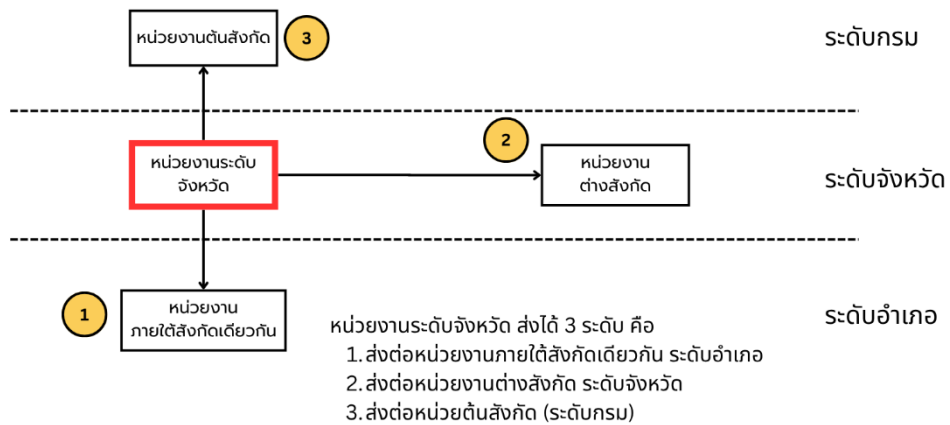 หน่วยงานต้นสังกัด
3
ระดับกรม
2
หน่วยงานระดับ
จังหวัด
หน่วยงาน
ต่างสังกัด
ระดับจังหวัด
1
หน่วยงาน
ภายใต้สังกัดเดียวกัน
ระดับอำเภอ
หน่วยงานระดับจังหวัด ส่งได้ 3 ระดับ คือ
1.ส่งต่อหน่วยงานภายใต้สังกัดเดียวกัน ระดับอำเภอ
2.ส่งต่อหน่วยงานต่างสังกัด ระดับจังหวัด
3.ส่งต่อหน่วยต้นสังกัด (ระดับกรม)